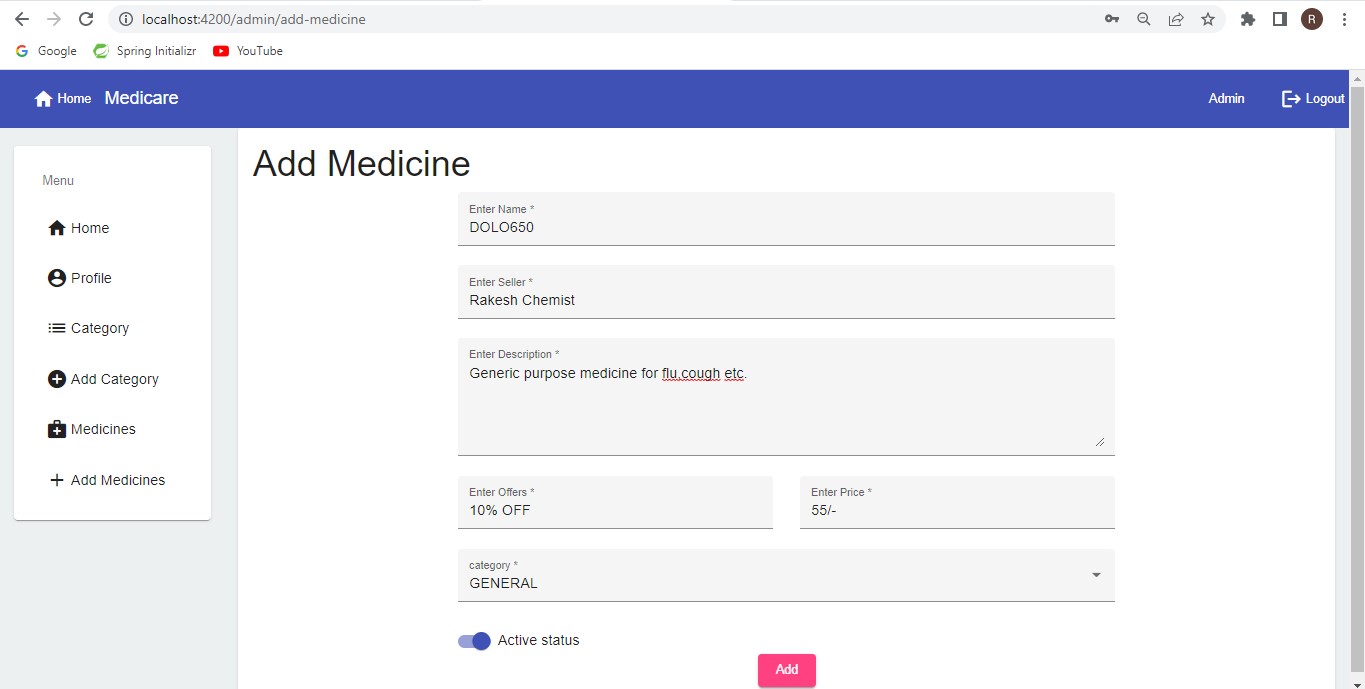 localhost:4200/admin/add-medicine
R
Google Spring Initializr YouTube
Home Medicare Admin Logout
Menu
Home
Profile
Category
Add Category
Medicines
Add Medicines
Add Medicine
Enter Name *
DOLO650
Enter Seller *
Rakesh Chemist
Enter Description *
Generic purpose medicine for flu,cough etc.
Enter Offers * Enter Price *
10% OFF 55/-
category *
GENERAL
Active status
Add